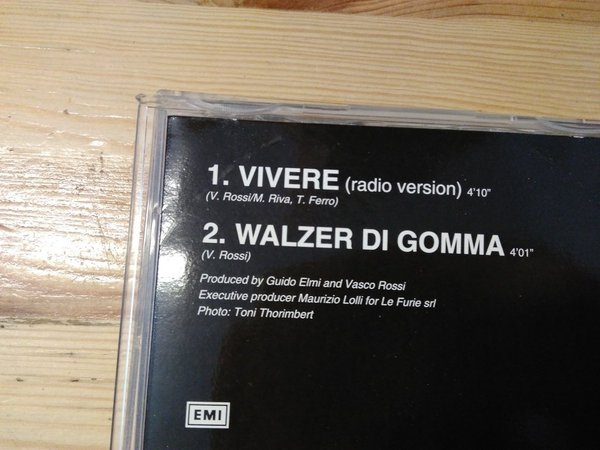 1. VIVERE (radio version) 4'10"
(V. Rossi/M. Riva, T. Ferro)
2. WALZER DI GOMMA 4'01"
(V. Rossi)
Produced by Guido Elmi and Vasco Rossi
Executive producer Maurizio Lolli for Le Furie srl
Photo: Toni Thorimbert
EMI